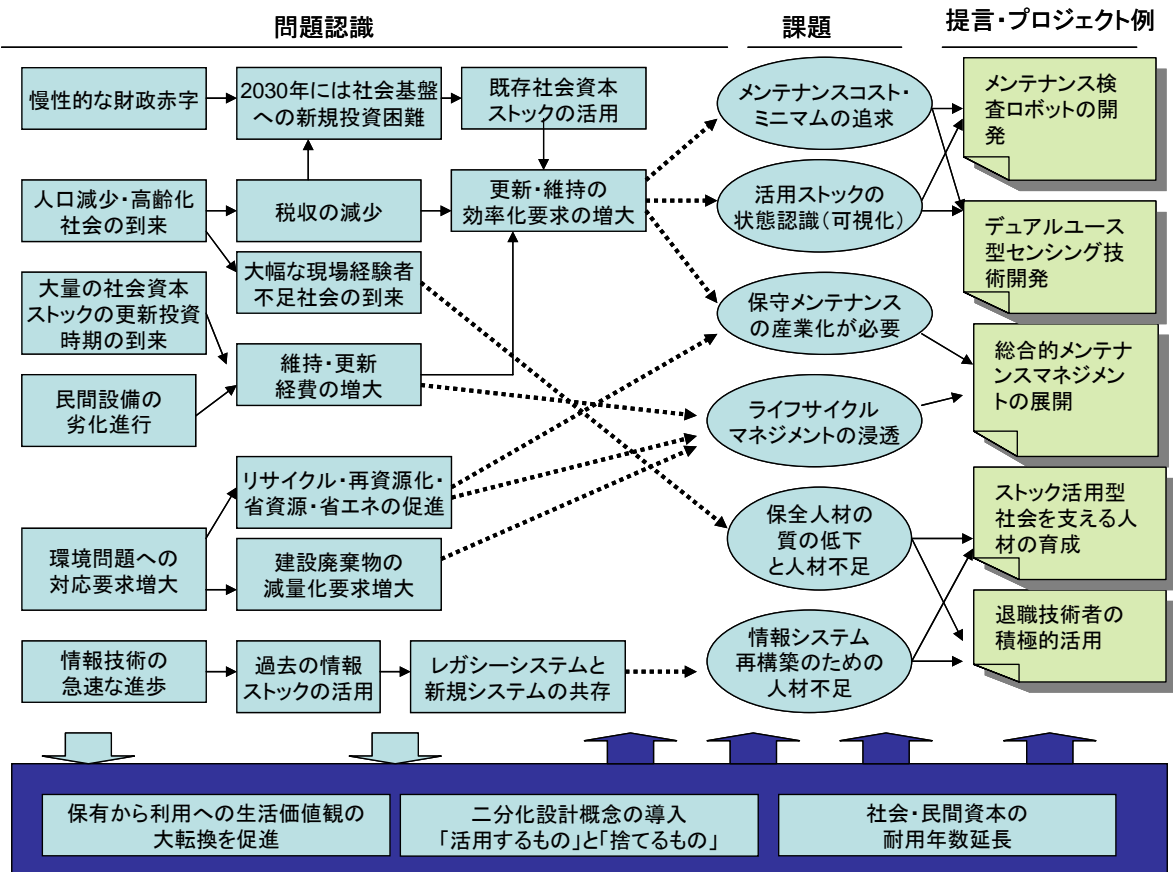 問題認識
課題
提言・プロジェクト例
慢性的な財政赤字
2030年には社会基盤
への新規投資困難
既存社会資本
ストックの活用
人口減少・高齢化
社会の到来
税収の減少
更新・維持の
効率化要求の増大
大幅な現場経験者
不足社会の到来
大量の社会資本
ストックの更新投資
時期の到来
維持・更新
経費の増大
民間設備の
劣化進行
リサイクル・再資源化・
省資源・省エネの促進
環境問題への
対応要求増大
建設廃棄物の
減量化要求増大
情報技術の
急速な進歩
過去の情報
ストックの活用
レガシーシステムと
新規システムの共存
メンテナンスコスト・
ミニマムの追求
活用ストックの
状態認識（可視化）
保守メンテナンス
の産業化が必要
ライフサイクル
マネジメントの浸透
保全人材の
質の低下
と人材不足
情報システム
再構築のための
人材不足
メンテナンス検
査ロボットの開
発
デュアルユース
型センシング技
術開発
総合的メンテナ
ンスマネジメン
トの展開
ストック活用型
社会を支える人
材の育成
退職技術者の
積極的活用
保有から利用への生活価値観の
大転換を促進
二分化設計概念の導入
「活用するもの」と「捨てるもの」
社会・民間資本の
耐用年数延長